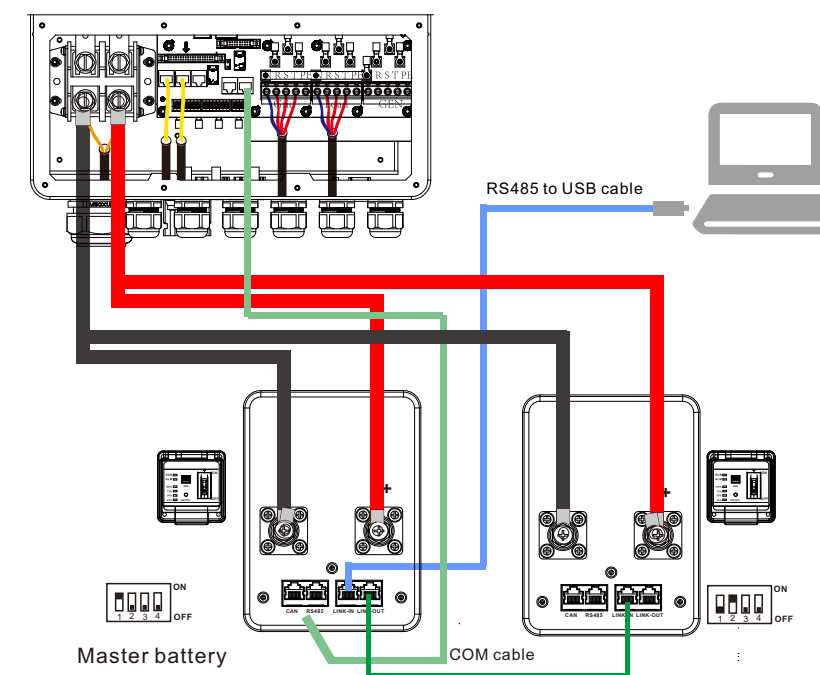 R S T PE R S T PE R S T PE
GEN
RS485 to USB cable
+
+
ON
1 2 3 4
OFF
CAN RS485 LINK-IN LINK-OUT
CAN RS485 LINK-IN LINK-OUT
ON
1 2 3 4
OFF
Master battery
COM cable